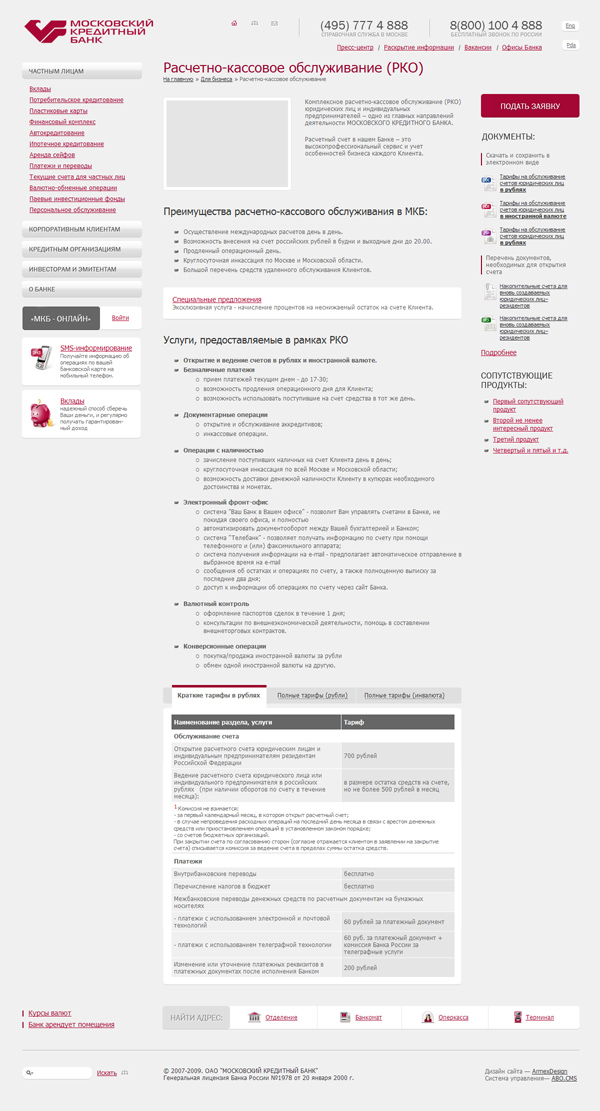 МОСКОВСКИЙ
КРЕДИТНЫЙ
БАНК
(495) 777 4 888
СПРАВОЧНАЯ СЛУЖБА В МОСКВЕ
8(800) 100 4 888
БЕСПЛАТНЫЙ ЗВОНОК ПО РОССИИ
Eng
Pda
Пресс-центр / Раскрытие информации / Вакансии / Офисы Банка
ЧАСТНЫМ ЛИЦАМ
Вклады
Потребительское кредитование
Пластиковые карты
Финансовый комплекс
Автокредитование
Ипотечное кредитование
Аренда сейфов
Платежи и переводы
Текущие счета для частных лиц
Валютно-обменные операции
Паевые инвестиционные фонды
Персональное обслуживание
КОРПОРАТИВНЫМ КЛИЕНТАМ
КРЕДИТНЫМ ОРГАНИЗАЦИЯМ
ИНВЕСТОРАМ И ЭМИТЕНТАМ
О БАНКЕ
«МКБ - ОНЛАЙН»
Войти
SMS-информирование
Получайте информацию об
операциях по вашей
банковской карте на
мобильный телефон.
Вклады
надежный способ сберечь
Ваши деньги, и регулярно
получать гарантирован-
ный доход
Расчетно-кассовое обслуживание (РКО)
На главную » Для бизнеса » Расчетно-кассовое обслуживание
Комплексное расчетно-кассовое обслуживание (РКО)
юридических лиц и индивидуальных
предпринимателей – одно из главных направлений
деятельности МОСКОВСКОГО КРЕДИТНОГО БАНКА.
Расчетный счет в нашем Банке – это
высокопрофессиональный сервис и учет
особенностей бизнеса каждого Клиента.
Преимущества расчетно-кассового обслуживания в МКБ:
Осуществление международных расчетов день в день.
Возможность внесения на счет российских рублей в будни и выходные дни до 20.00.
Продленный операционный день.
Круглосуточная инкассация по Москве и Московской области.
Большой перечень средств удаленного обслуживания Клиентов.
Специальные предложения
Эксклюзивная услуга - начисление процентов на неснижаемый остаток на счете Клиента.
Услуги, предоставляемые в рамках РКО
Открытие и ведение счетов в рублях и иностранной валюте.
Безналичные платежи
прием платежей текущим днем - до 17-30;
возможность продления операционного дня для Клиента;
возможность использовать поступившие на счет средства в тот же день.
Документарные операции
открытие и обслуживание аккредитивов;
инкассовые операции.
Операции с наличностью
зачисление поступивших наличных на счет Клиента день в день;
круглосуточная инкассация по всей Москве и Московской области;
возможность доставки денежной наличности Клиенту в купюрах необходимого
достоинства и монетах.
Электронный фронт-офис
система "Ваш Банк в Вашем офисе" - позволит Вам управлять счетами в Банке, не
покидая своего офиса, и полностью
автоматизировать документооборот между Вашей бухгалтерией и Банком;
система "Телебанк" - позволяет получать информацию по счету при помощи
телефонного и (или) факсимильного аппарата;
система получения информации на e-mail - предполагает автоматическое отправление в
выбранное время на e-mail
сообщения об остатках и операциях по счету, а также полноценную выписку за
последние два дня;
доступ к информации об операциях по счету через сайт Банка.
Валютный контроль
оформление паспортов сделок в течение 1 дня;
консультации по внешнеэкономической деятельности, помощь в составлении
внешнеторговых контрактов.
Конверсионные операции
покупка/продажа иностранной валюты за рубли
обмен одной иностранной валюты на другую.
Краткие тарифы в рублях
Полные тарифы (рубли)
Полные тарифы (инвалюта)
Наименование раздела, услуги Тариф
Обслуживание счета
Открытие расчетного счета юридическим лицам и
индивидуальным предпринимателям резидентам
Российской Федерации
700 рублей
Ведение расчетного счета юридического лица или
индивидуального предпринимателя в российских
рублях (при наличии оборотов по счету в течение
месяца):
в размере остатка средств на счете,
но не более 500 рублей в месяц
1 Комиссия не взимается:
- за первый календарный месяц, в котором открыт расчетный счет;
- в случае непроведения расходных операций на последний день месяца в связи с арестом денежных
средств или приостановлением операций в установленном законом порядке;
- со счетов бюджетных организаций.
При закрытии счета по согласованию сторон (согласие отражается клиентом в заявлении на закрытие
счета) списывается комиссия за ведение счета в пределах суммы остатка средств.
Платежи
Внутрибанковские переводы бесплатно
Перечисление налогов в бюджет бесплатно
Межбанковские переводы денежных средств по расчетным документам на бумажных
носителях
- платежи с использованием электронной и почтовой
технологий
60 рублей за платежный документ
- платежи с использованием телеграфной технологии
60 руб. за платежный документ +
комиссия Банка России за
телеграфные услуги
Изменение или уточнение платежных реквизитов в
платежных документах после исполнения Банком
200 рублей
ПОДАТЬ ЗАЯВКУ
ДОКУМЕНТЫ:
Скачать и сохранить в
электронном виде
Тарифы на обслуживание
счетов юридических лиц
в рублях
Тарифы на обслуживание
счетов юридических лиц
в иностранной валюте
Тарифы на обслуживание
счетов юридических лиц
в рублях
Перечень документов,
необходимых для открытия
счета
Накопительные счета для
вновь создаваемых
юридических лиц–
резидентов
Накопительные счета для
вновь создаваемых
юридических лиц–
резидентов
Подробнее
СОПУТСТВУЮЩИЕ
ПРОДУКТЫ:
Первый сопутствующий
продукт
Второй не менее
интересный продукт
Третий продукт
Четвертый и пятый и т.д.
Курсы валют
Банк арендует помещения
НАЙТИ АДРЕС:
Отделение
Банкомат
Оперкасса
Терминал
Искать
© 2007-2009. ОАО "МОСКОВСКИЙ КРЕДИТНЫЙ БАНК"
Генеральная лицензия Банка России №1978 от 20 января 2000 г.
Дизайн сайта — ArmexDesign
Система управления— ABO.CMS